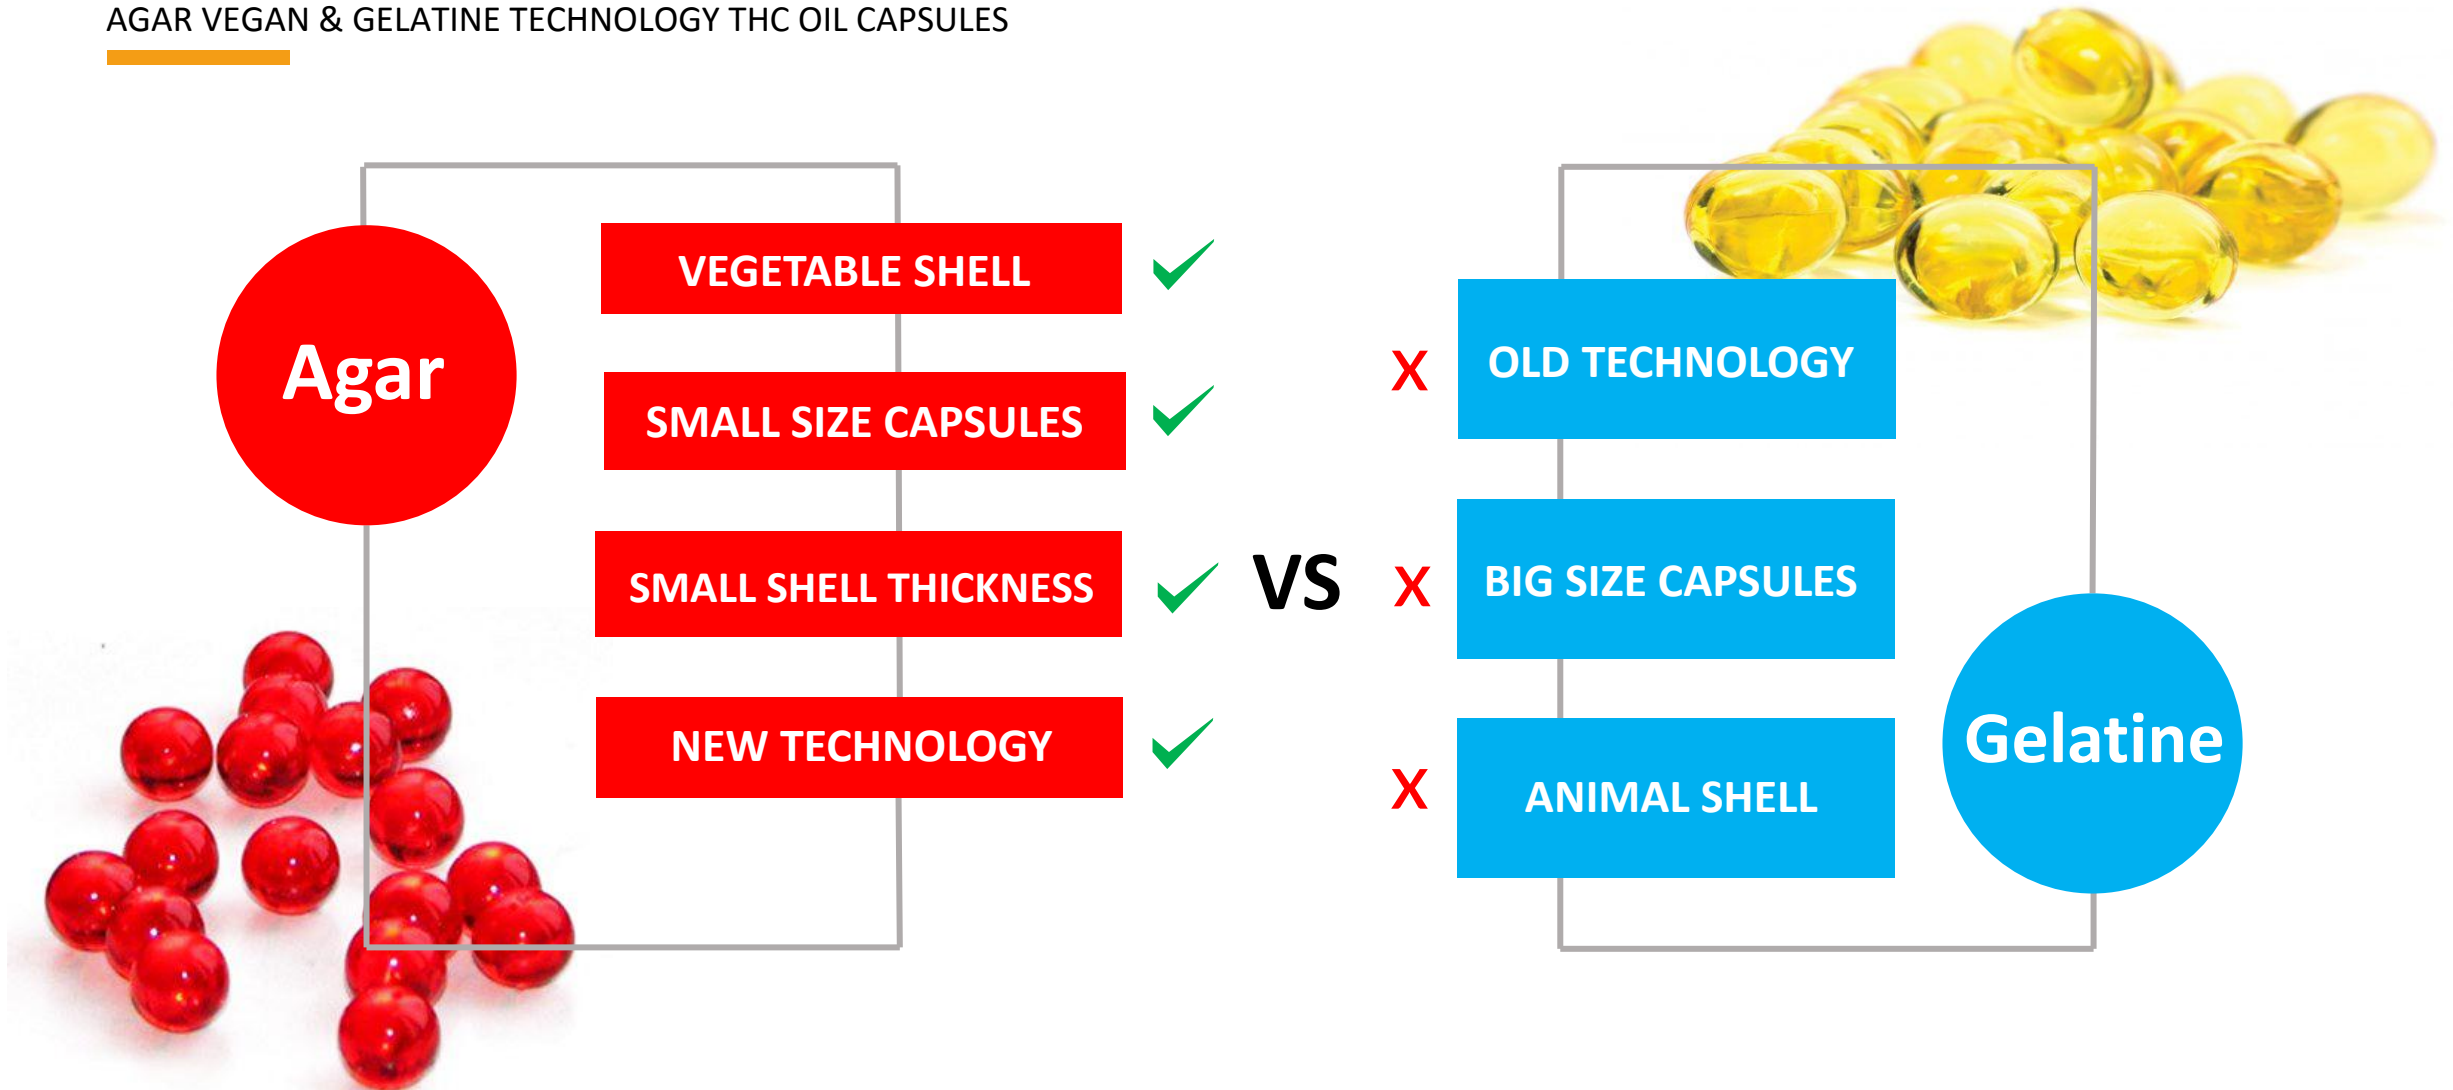 AGAR VEGAN & GELATINE TECHNOLOGY THC OIL CAPSULES
Agar
VEGETABLE SHELL
SMALL SIZE CAPSULES
SMALL SHELL THICKNESS
NEW TECHNOLOGY
VS
X OLD TECHNOLOGY
X BIG SIZE CAPSULES
X ANIMAL SHELL
Gelatine